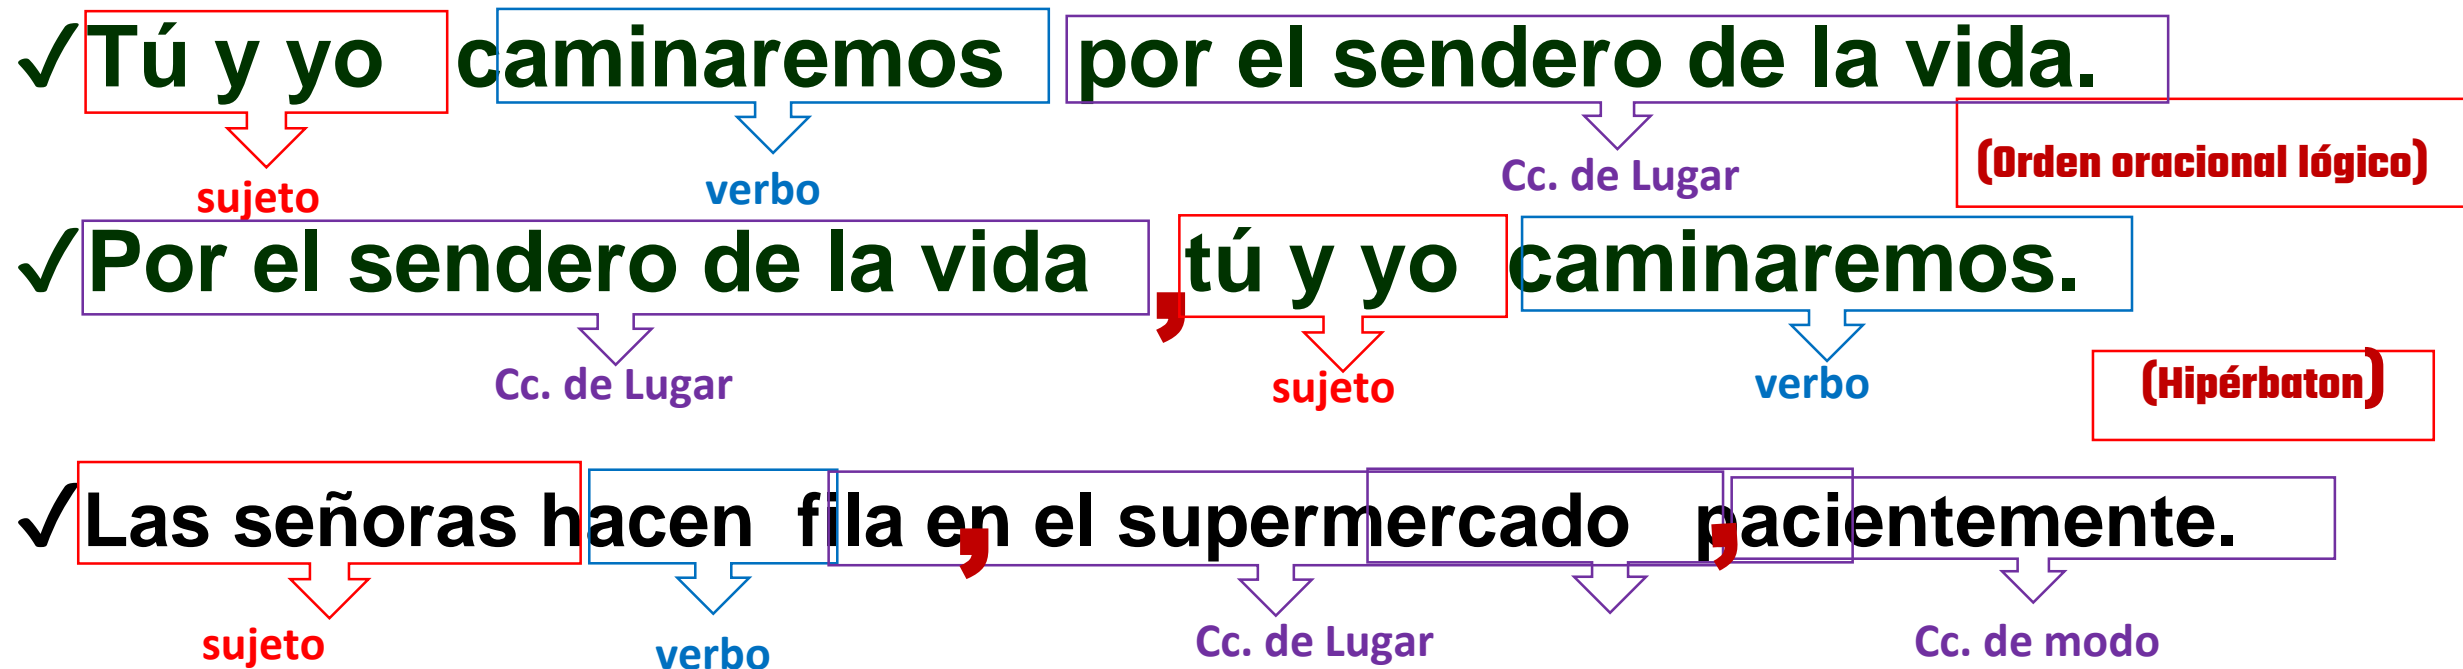 ✓Tú y yo caminaremos por el sendero de la vida.
(Orden oracional lógico)
sujeto verbo Cc. de Lugar
✓Por el sendero de la vida , tú y yo caminaremos.
Cc. de Lugar sujeto verbo
(Hipérbaton)
✓Las señoras hacen fila en , el supermercado , pacientemente.
sujeto verbo Cc. de Lugar Cc. de modo